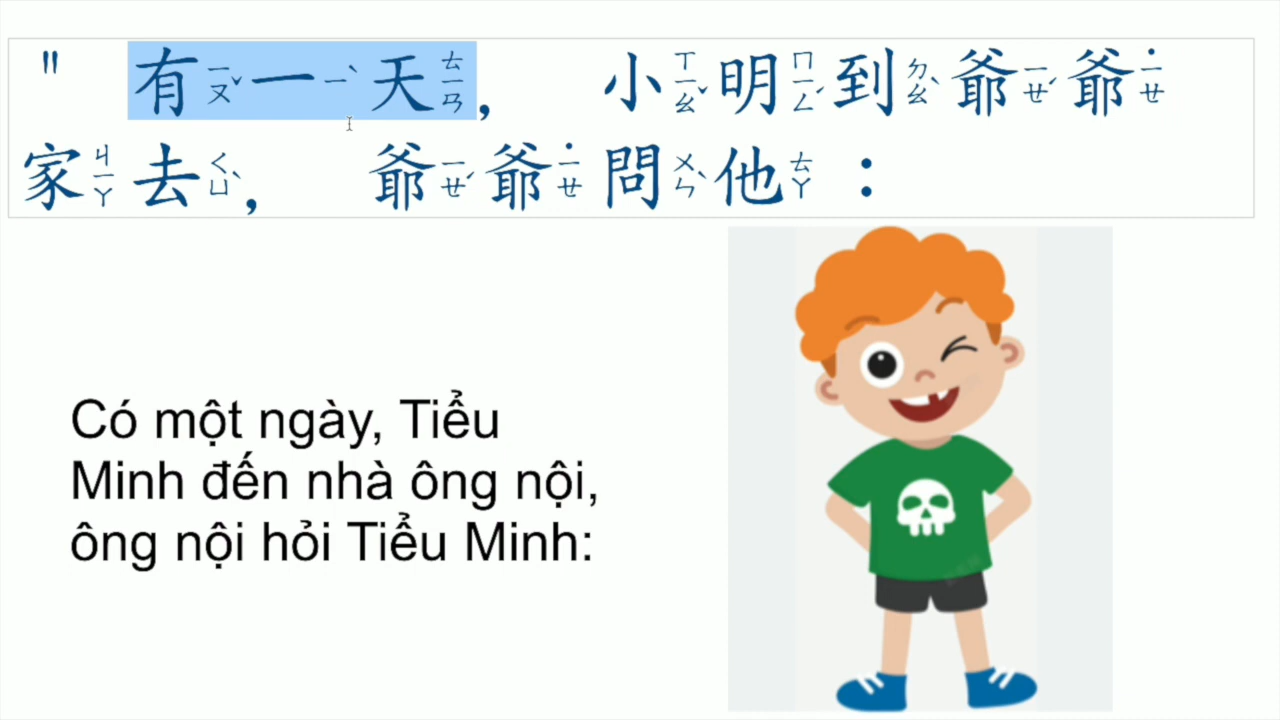 " 有ㄧㄡˇ一ㄧˋ天ㄊㄧㄢ, 小ㄒㄧㄠˇ明ㄇㄧㄥˊ到ㄉㄠˋ爺ㄧㄝˊ爺˙ㄧㄝ
家ㄐㄧㄚ去ㄑㄩˋ, 爺ㄧㄝˊ爺˙ㄧㄝ問ㄨㄣˋ他ㄊㄚ :
Có một ngày, Tiểu
Minh đến nhà ông nội,
ông nội hỏi Tiểu Minh: